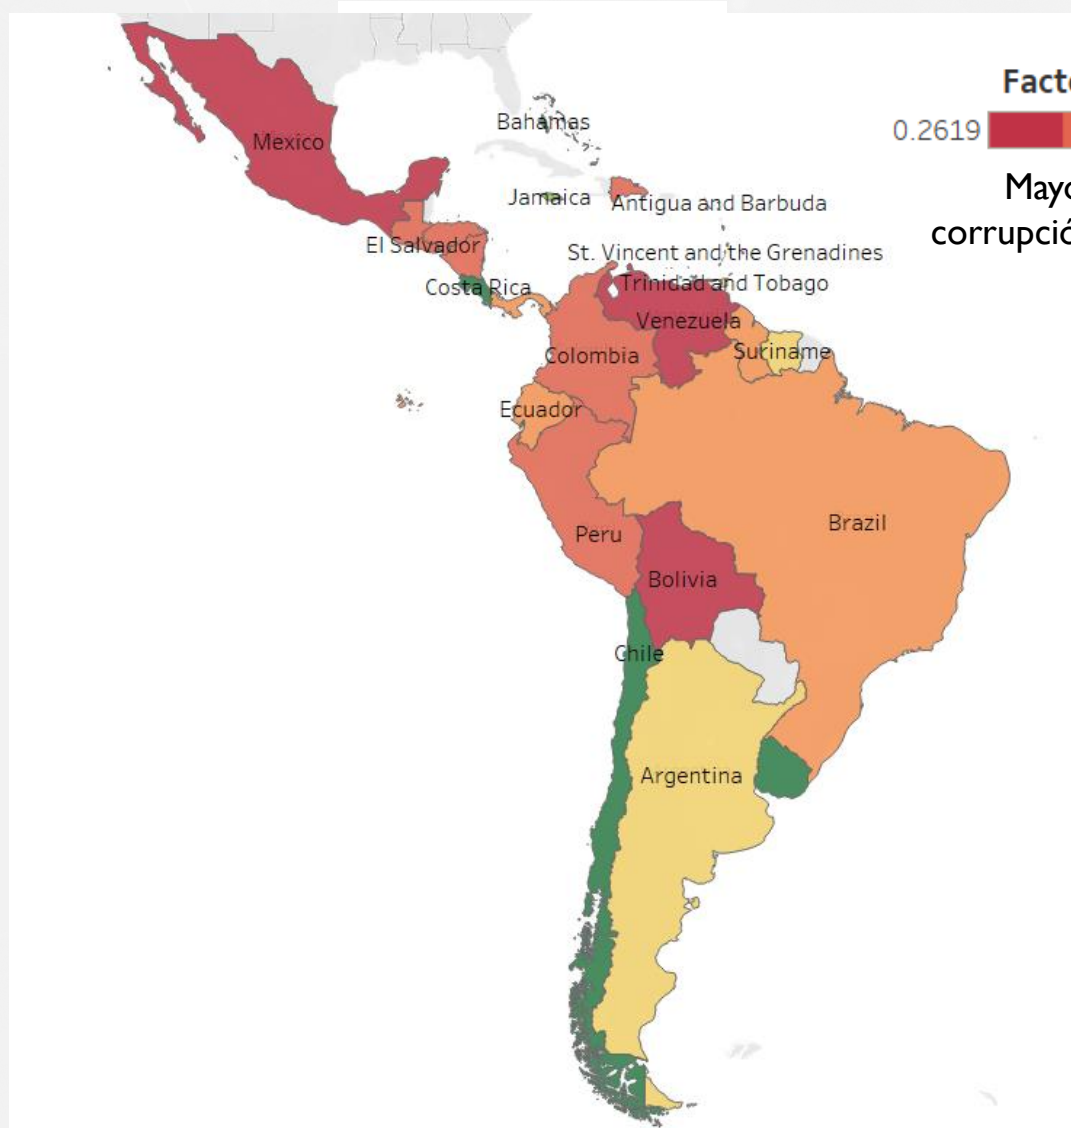 Facto
0.2619
Mayo
corrupció
Mexico
Bahamas
Jamaica
Antigua and Barbuda
El Salvador
St. Vincent and the Grenadines
Costa Rica
Trinidad and Tobago
Venezuela
Colombia
Suriname
Ecuador
Brazil
Peru
Bolivia
Chile
Argentina